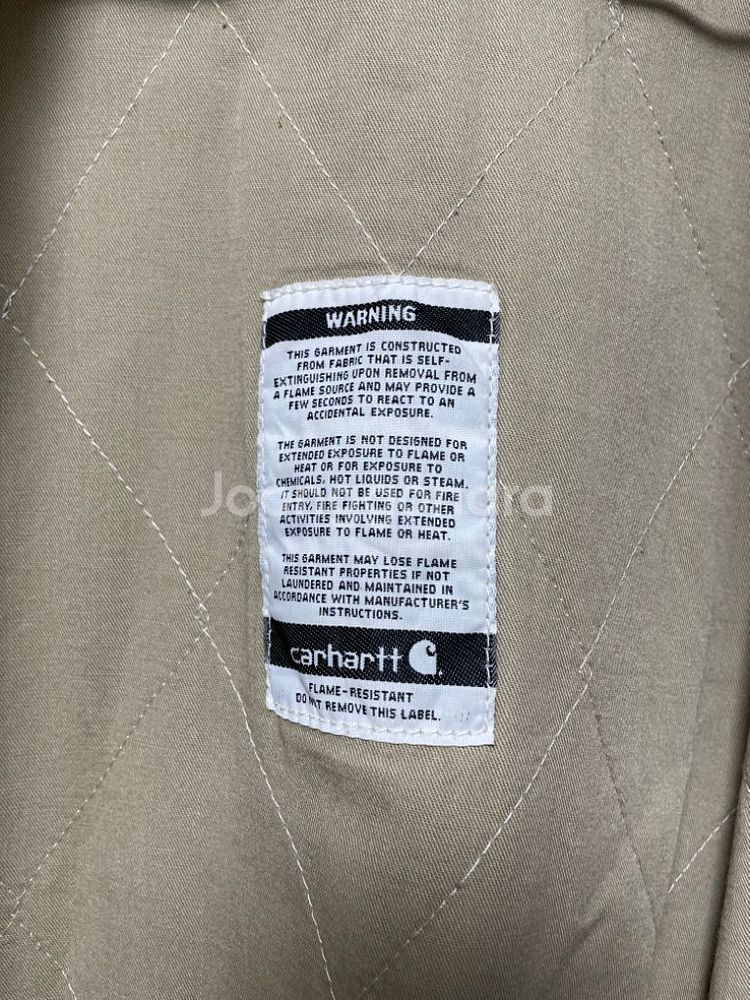 WARNING
THIS GARMENT IS CONSTRUCTED
FROM FABRIC THAT IS SELF-
EXTINGUISHING UPON REMOVAL FROM
A FLAME SOURCE AND MAY PROVIDE A
FEW SECONDS TO REACT TO AN
ACCIDENTAL EXPOSURE.
THE GARMENT IS NOT DESIGNED FOR
EXTENDED EXPOSURE TO FLAME OR
HEAT OR FOR EXPOSURE TO
CHEMICALS, HOT LIQUIDS OR STEAM.
IT SHOULD NOT BE USED FOR FIRE
ENTRY, FIRE FIGHTING OR OTHER
ACTIVITIES INVOLVING EXTENDED
EXPOSURE TO FLAME OR HEAT.
THIS GARMENT MAY LOSE FLAME
RESISTANT PROPERTIES IF NOT
LAUNDERED AND MAINTAINED IN
ACCORDANCE WITH MANUFACTURER'S
INSTRUCTIONS.
carhartt
FLAME-RESISTANT
DO NOT REMOVE THIS LABEL.